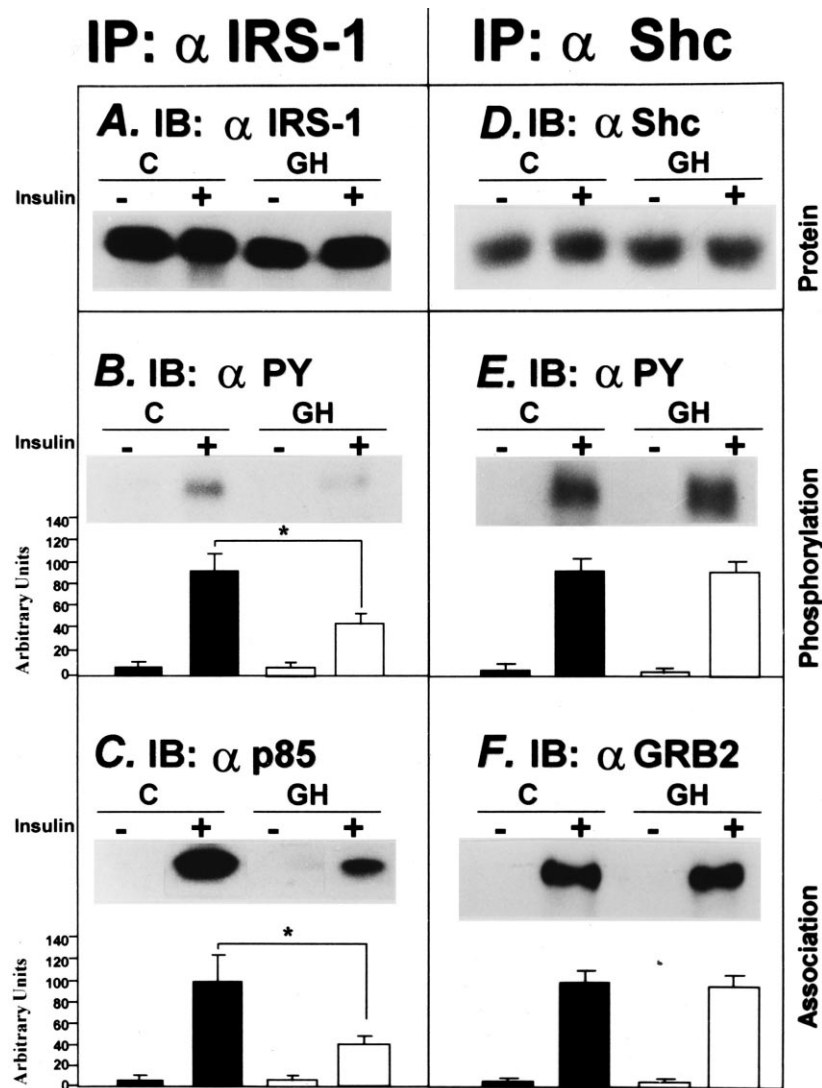 IP: α IRS-1
IP: α Shc
A. IB: α IRS-1
C GH
Insulin - + - +
D. IB: α Shc
C GH
- + - +
Protein
B. IB: α PY
C GH
Insulin - + - +
140
120
100
80
60
40
20
0
Arbitrary Units
*
E. IB: α PY
C GH
- + - +
Phosphorylation
C. IB: α p85
C GH
Insulin - + - +
140
120
100
80
60
40
20
0
Arbitrary Units
*
F. IB: α GRB2
C GH
- + - +
Association